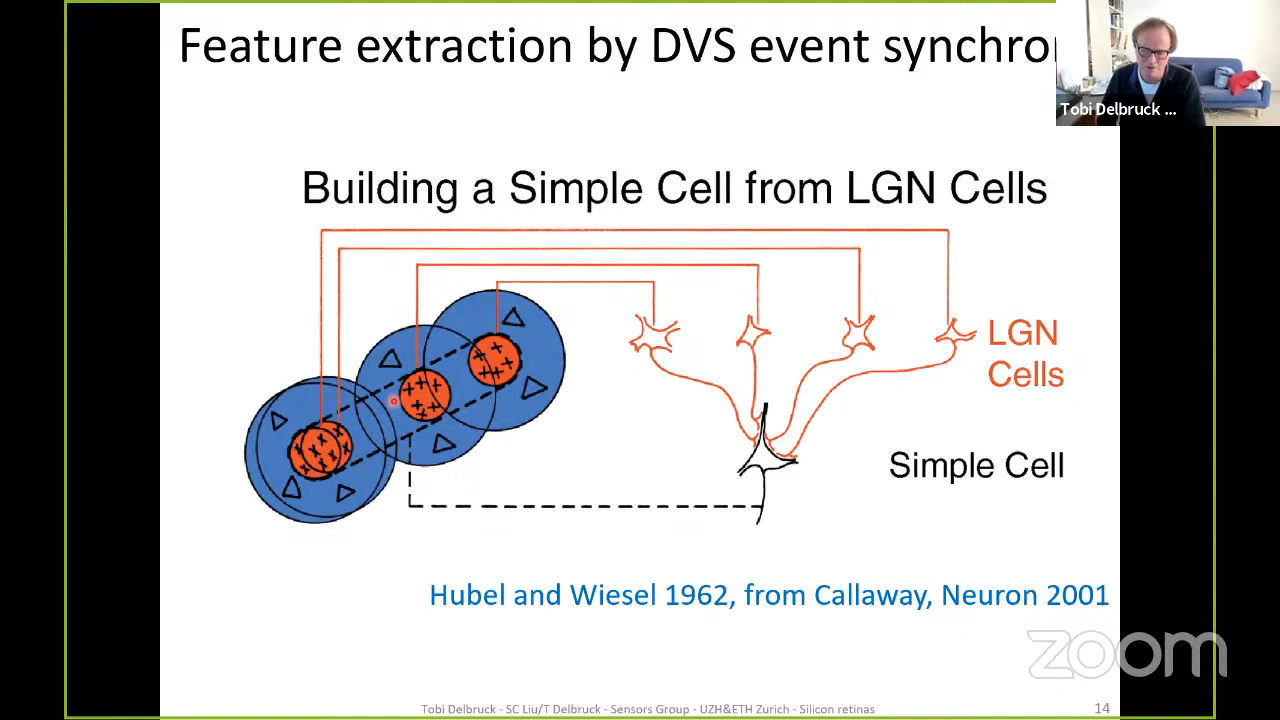 Feature extraction by DVS event synchron
Tobi Delbruck ...
Building a Simple Cell from LGN Cells
LGN
Cells
Simple Cell
Hubel and Wiesel 1962, from Callaway, Neuron 2001
zoom
Tobi Delbruck - SC Liu/T Delbruck - Sensors Group - UZH&ETH Zurich - Silicon retinas
14